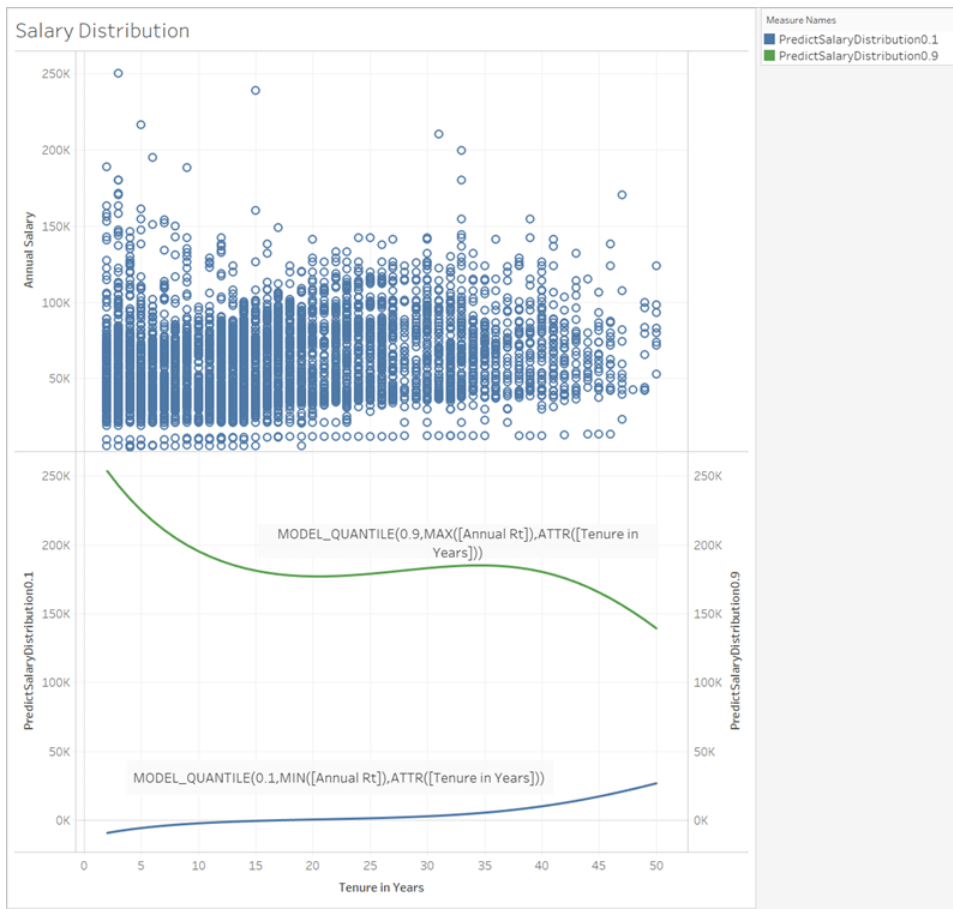 Salary Distribution
Measure Names
PredictSalaryDistribution0.1
PredictSalaryDistribution0.9
Annual Salary
250K
200K
150K
100K
50K
PredictSalaryDistribution0.1
250K
200K
150K
100K
50K
0K
MODEL_QUANTILE(0.9,MAX([Annual Rt]),ATTR([Tenure in
Years]))
MODEL_QUANTILE(0.1,MIN([Annual Rt]),ATTR([Tenure in Years]))
250K
200K
150K
100K
50K
0K
PredictSalaryDistribution0.9
0 5 10 15 20 25 30 35 40 45 50
Tenure in Years